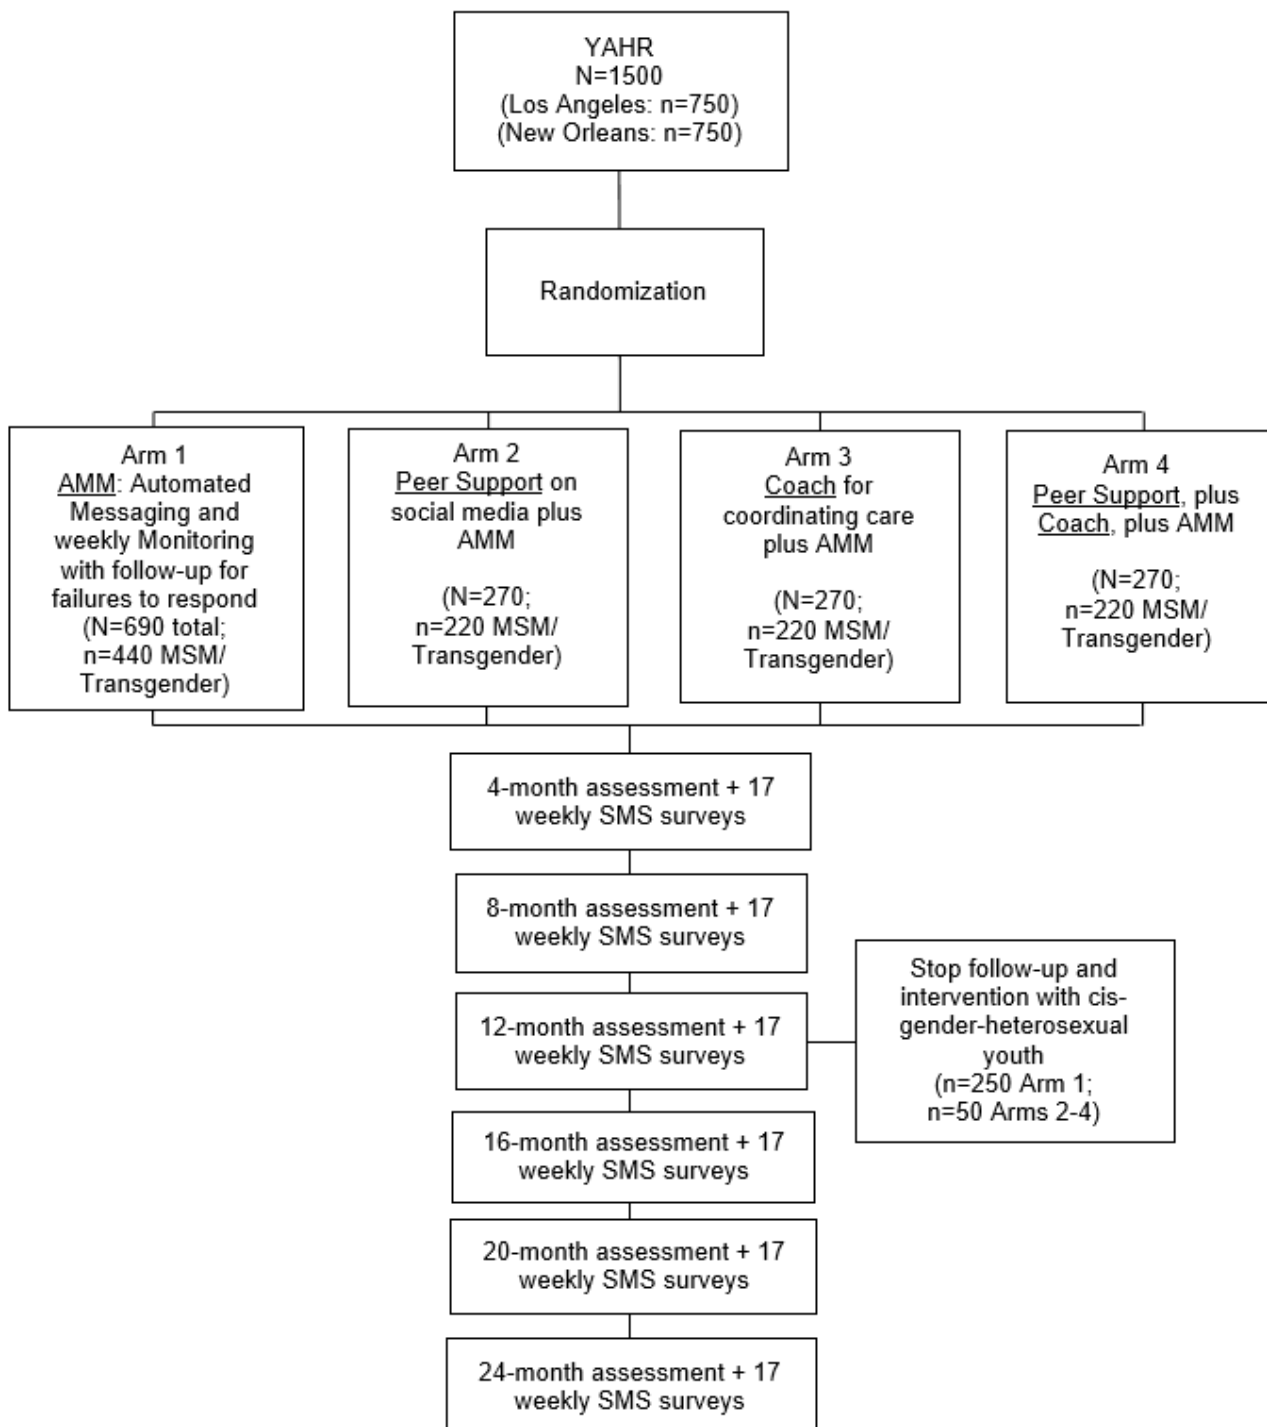 YAHR
N=1500
(Los Angeles: n=750)
(New Orleans: n=750)
Randomization
Arm 1
AMM: Automated
Messaging and
weekly Monitoring
with follow-up for
failures to respond
(N=690 total;
n=440 MSM/
Transgender)
Arm 2
Peer Support on
social media plus
AMM
(N=270;
n=220 MSM/
Transgender)
Arm 3
Coach for
coordinating care
plus AMM
(N=270;
n=220 MSM/
Transgender)
Arm 4
Peer Support, plus
Coach, plus AMM
(N=270;
n=220 MSM/
Transgender)
4-month assessment + 17
weekly SMS surveys
8-month assessment + 17
weekly SMS surveys
12-month assessment + 17
weekly SMS surveys
Stop follow-up and
intervention with cis-
gender-heterosexual
youth
(n=250 Arm 1;
n=50 Arms 2-4)
16-month assessment + 17
weekly SMS surveys
20-month assessment + 17
weekly SMS surveys
24-month assessment + 17
weekly SMS surveys